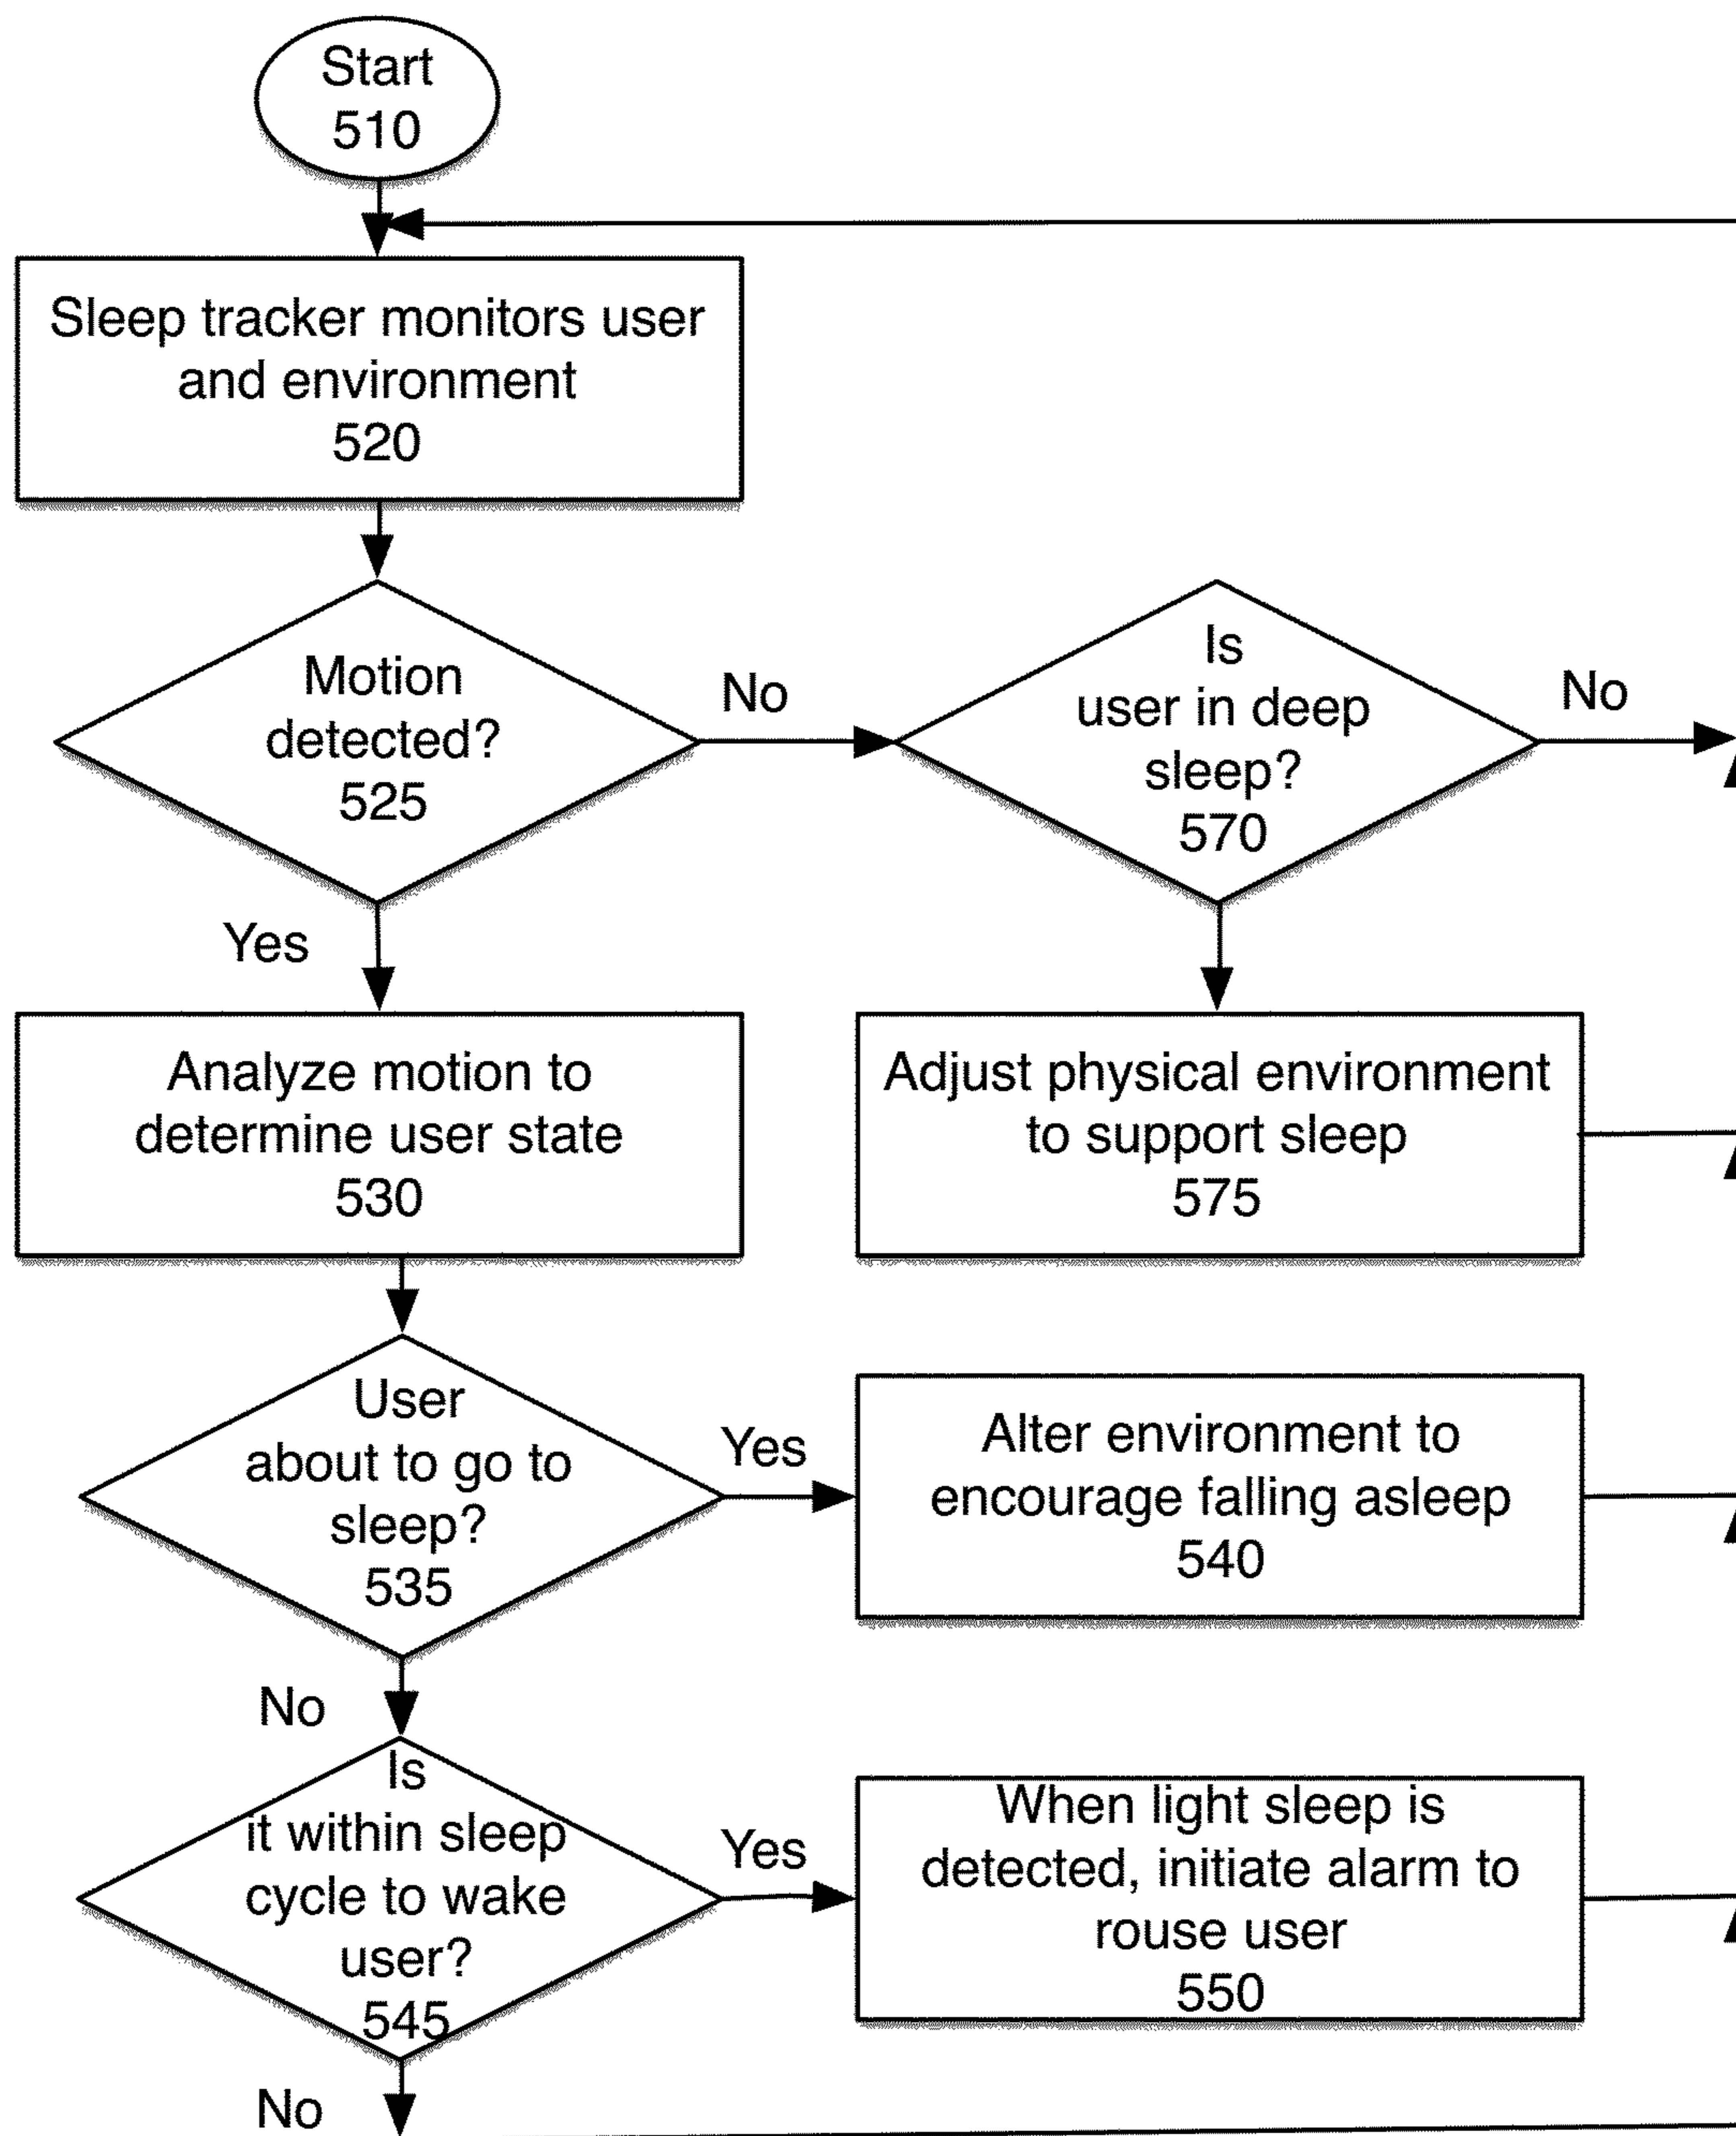 Start
510
Sleep tracker monitors user
and environment
520
Motion
detected?
525
No
Is
user in deep
sleep?
570
No
Yes
Analyze motion to
determine user state
530
Adjust physical environment
to support sleep
575
User
about to go to
sleep?
535
Yes
Alter environment to
encourage falling asleep
540
No
Is
it within sleep
cycle to wake
user?
545
Yes
When light sleep is
detected, initiate alarm to
rouse user
550
No